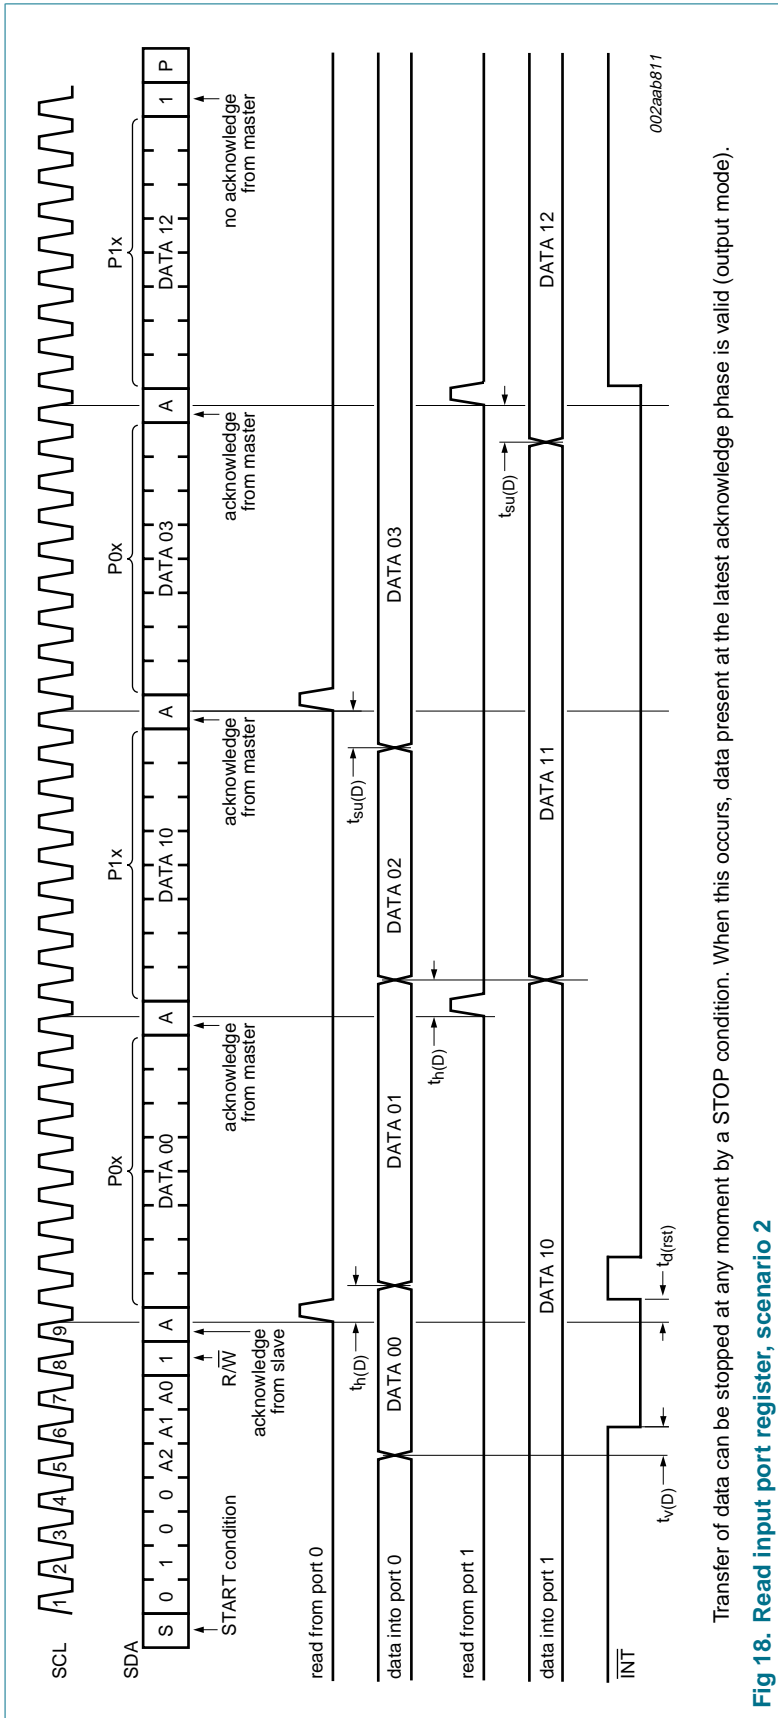 SCL
1 2 3 4 5 6 7 8 9
P0x P1x P0x P1x
SDA
S 0 1 0 0 A2 A1 A0 1 A DATA 00 A DATA 10 A DATA 03 A DATA 12 1 P
START condition
R/W
acknowledge
from slave
acknowledge
from master
acknowledge
from master
acknowledge
from master
no acknowledge
from master
read from port 0
th(D)
tsu(D)
data into port 0
DATA 00 DATA 01 DATA 02 DATA 03
th(D)
read from port 1
tsu(D)
data into port 1
DATA 10 DATA 11 DATA 12
INT
tv(D)
td(rst)
002aab811
Transfer of data can be stopped at any moment by a STOP condition. When this occurs, data present at the latest acknowledge phase is valid (output mode).
Fig 18. Read input port register, scenario 2